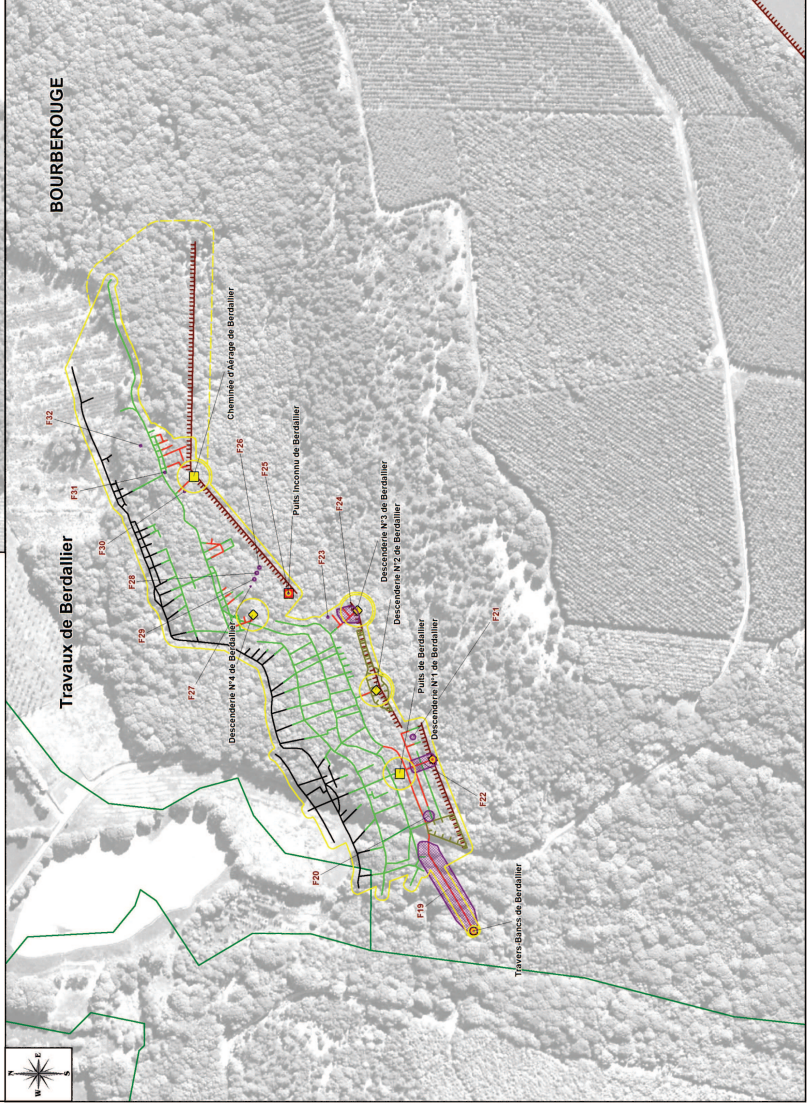 BOURBEROUGE
Travaux de Berdallier
F32
F31
Cheminée d'Aérage de Berdallier
F30
F26
F25
Puits Inconnu de Berdallier
F28
F29
F24
F23
Descenderie N°3 de Berdallier
Descenderie N°2 de Berdallier
F27
Descenderie N°4 de Berdallier
Puits de Berdallier
Descenderie N°1 de Berdallier
F21
F22
F20
F19
Travers-Bancs de Berdallier
N
W E
S